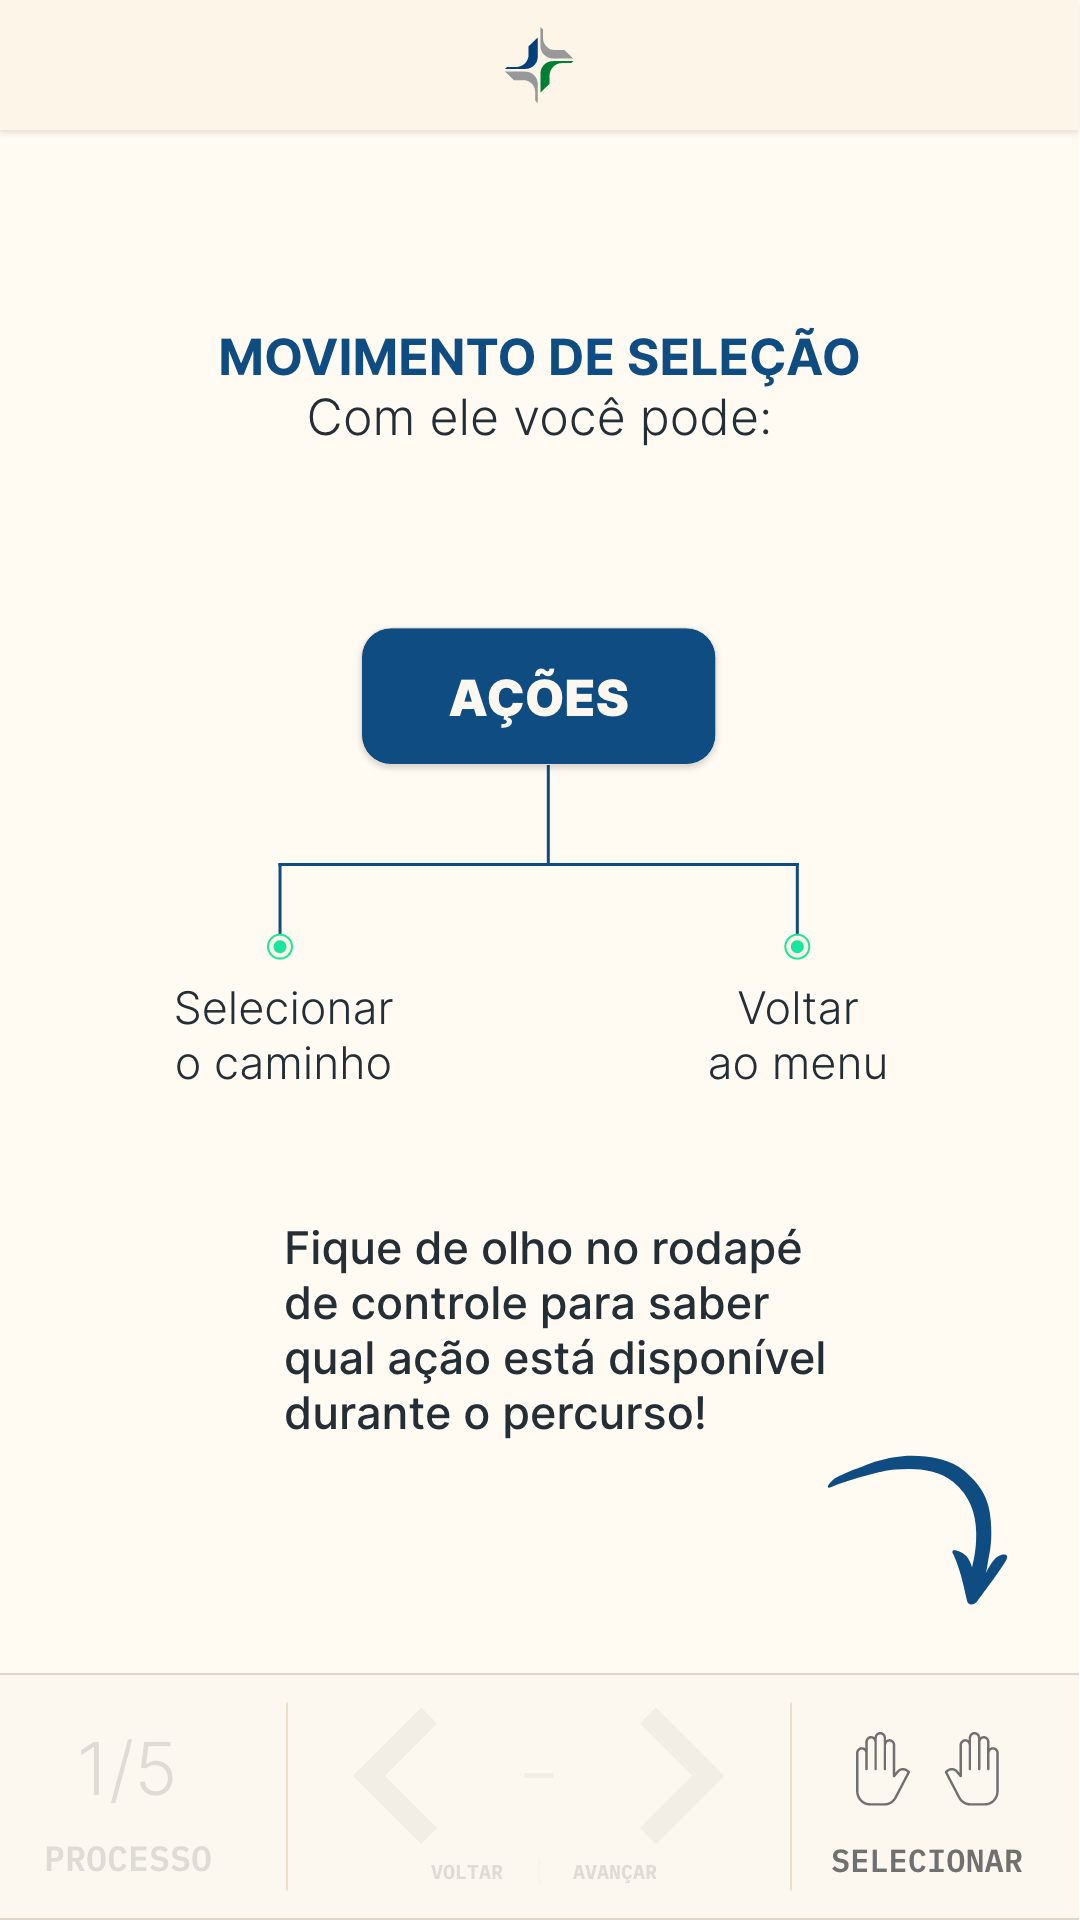 MOVIMENTO DE SELEÇÃO
Com ele você pode:
AÇÕES
Selecionar
o caminho
Voltar
ao menu
Fique de olho no rodapé
de controle para saber
qual ação está disponível
durante o percurso!
1/5
PROCESSO
VOLTAR
AVANÇAR
SELECIONAR